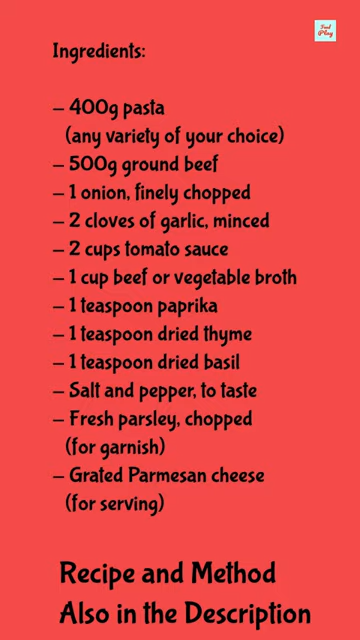 Food
Play
Ingredients:
– 400g pasta
(any variety of your choice)
– 500g ground beef
– 1 onion, finely chopped
– 2 cloves of garlic, minced
– 2 cups tomato sauce
– 1 cup beef or vegetable broth
– 1 teaspoon paprika
– 1 teaspoon dried thyme
– 1 teaspoon dried basil
– Salt and pepper, to taste
– Fresh parsley, chopped
(for garnish)
– Grated Parmesan cheese
(for serving)
Recipe and Method
Also in the Description